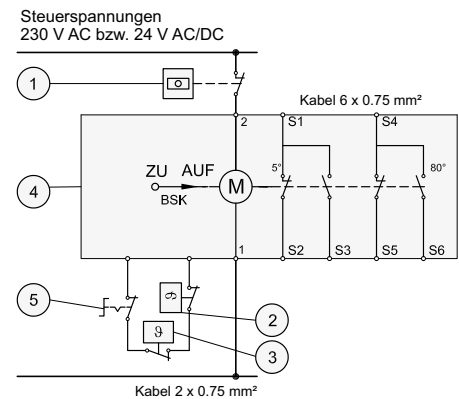 Steuerspannungen
230 V AC bzw. 24 V AC/DC
1
Kabel 6 x 0.75 mm²
2 S1 S4
ZU AUF 5° 80°
4 M
BSK
1 S2 S3 S5 S6
5 ϑ 2
ϑ 3
Kabel 2 x 0.75 mm²